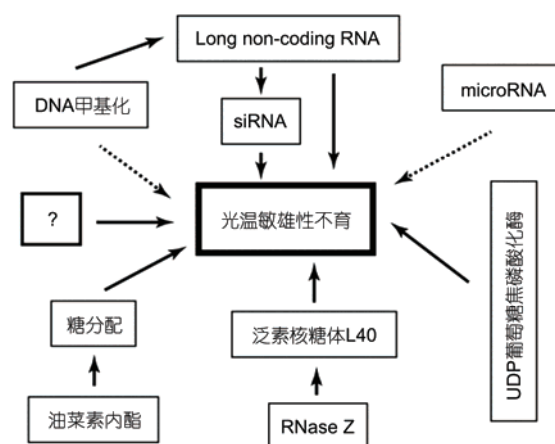 Long non-coding RNA
DNA甲基化
microRNA
siRNA
?
光温敏雄性不育
UDP葡萄糖焦磷酸化酶
糖分配
泛素核糖体L40
油菜素内酯
RNase Z